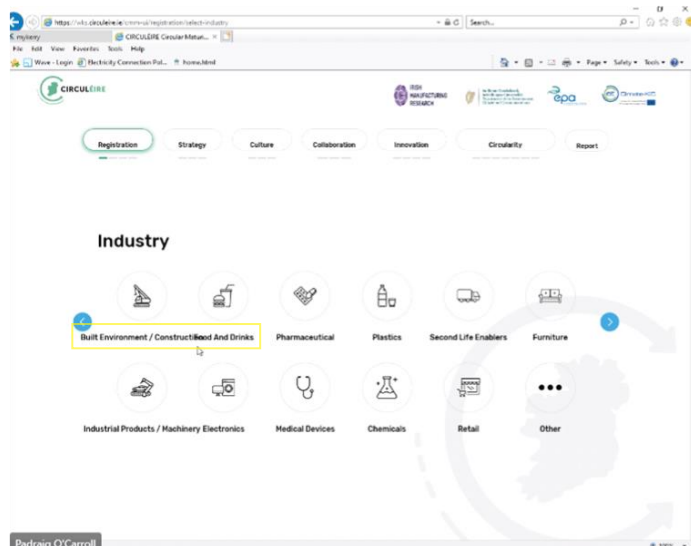 https://vks.circuleire.ie/cmm-ui/registration/select-industry
Search...
mykerry
CIRCULÉIRE Circular Matur...
File Edit View Favorites Tools Help
Wave - Login
Electricity Connection Pol...
home.html
Page Safety Tools
CIRCULÉIRE
IRISH
MANUFACTURING
RESEARCH
epa
Climate-KIC
Registration
Strategy
Culture
Collaboration
Innovation
Circularity
Report
Industry
Built Environment / Construction
Food And Drinks
Pharmaceutical
Plastics
Second Life Enablers
Furniture
Industrial Products / Machinery
Electronics
Medical Devices
Chemicals
Retail
Other
Padraig O'Carroll